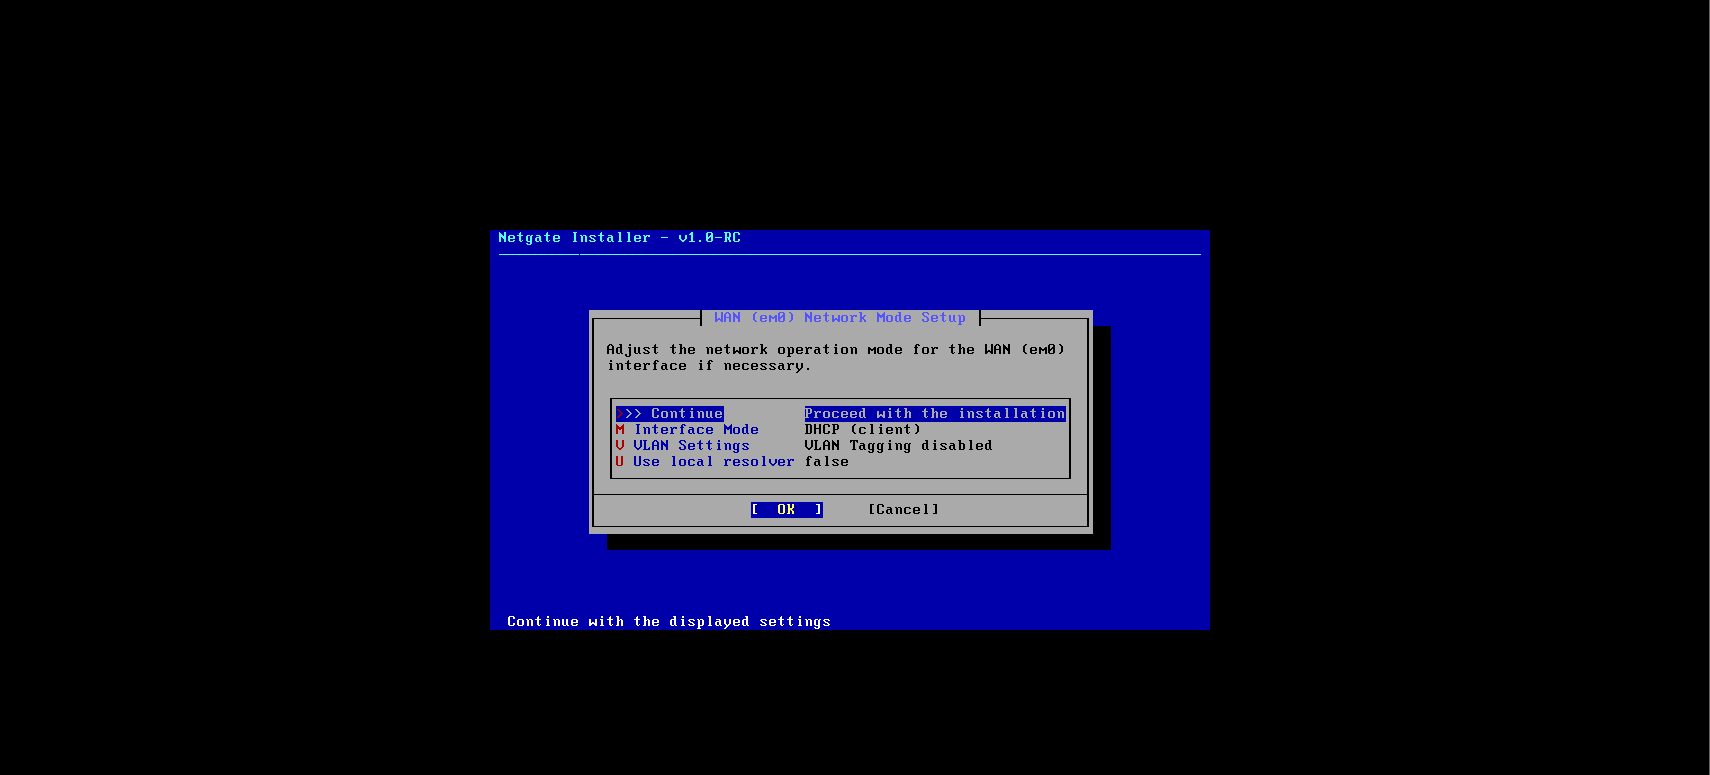 Netgate Installer - v1.0-RC
WAN (em0) Network Mode Setup
Adjust the network operation mode for the WAN (em0)
interface if necessary.
>>> Continue Proceed with the installation
M Interface Mode DHCP (client)
V VLAN Settings VLAN Tagging disabled
U Use local resolver false
[ OK ] [Cancel]
Continue with the displayed settings